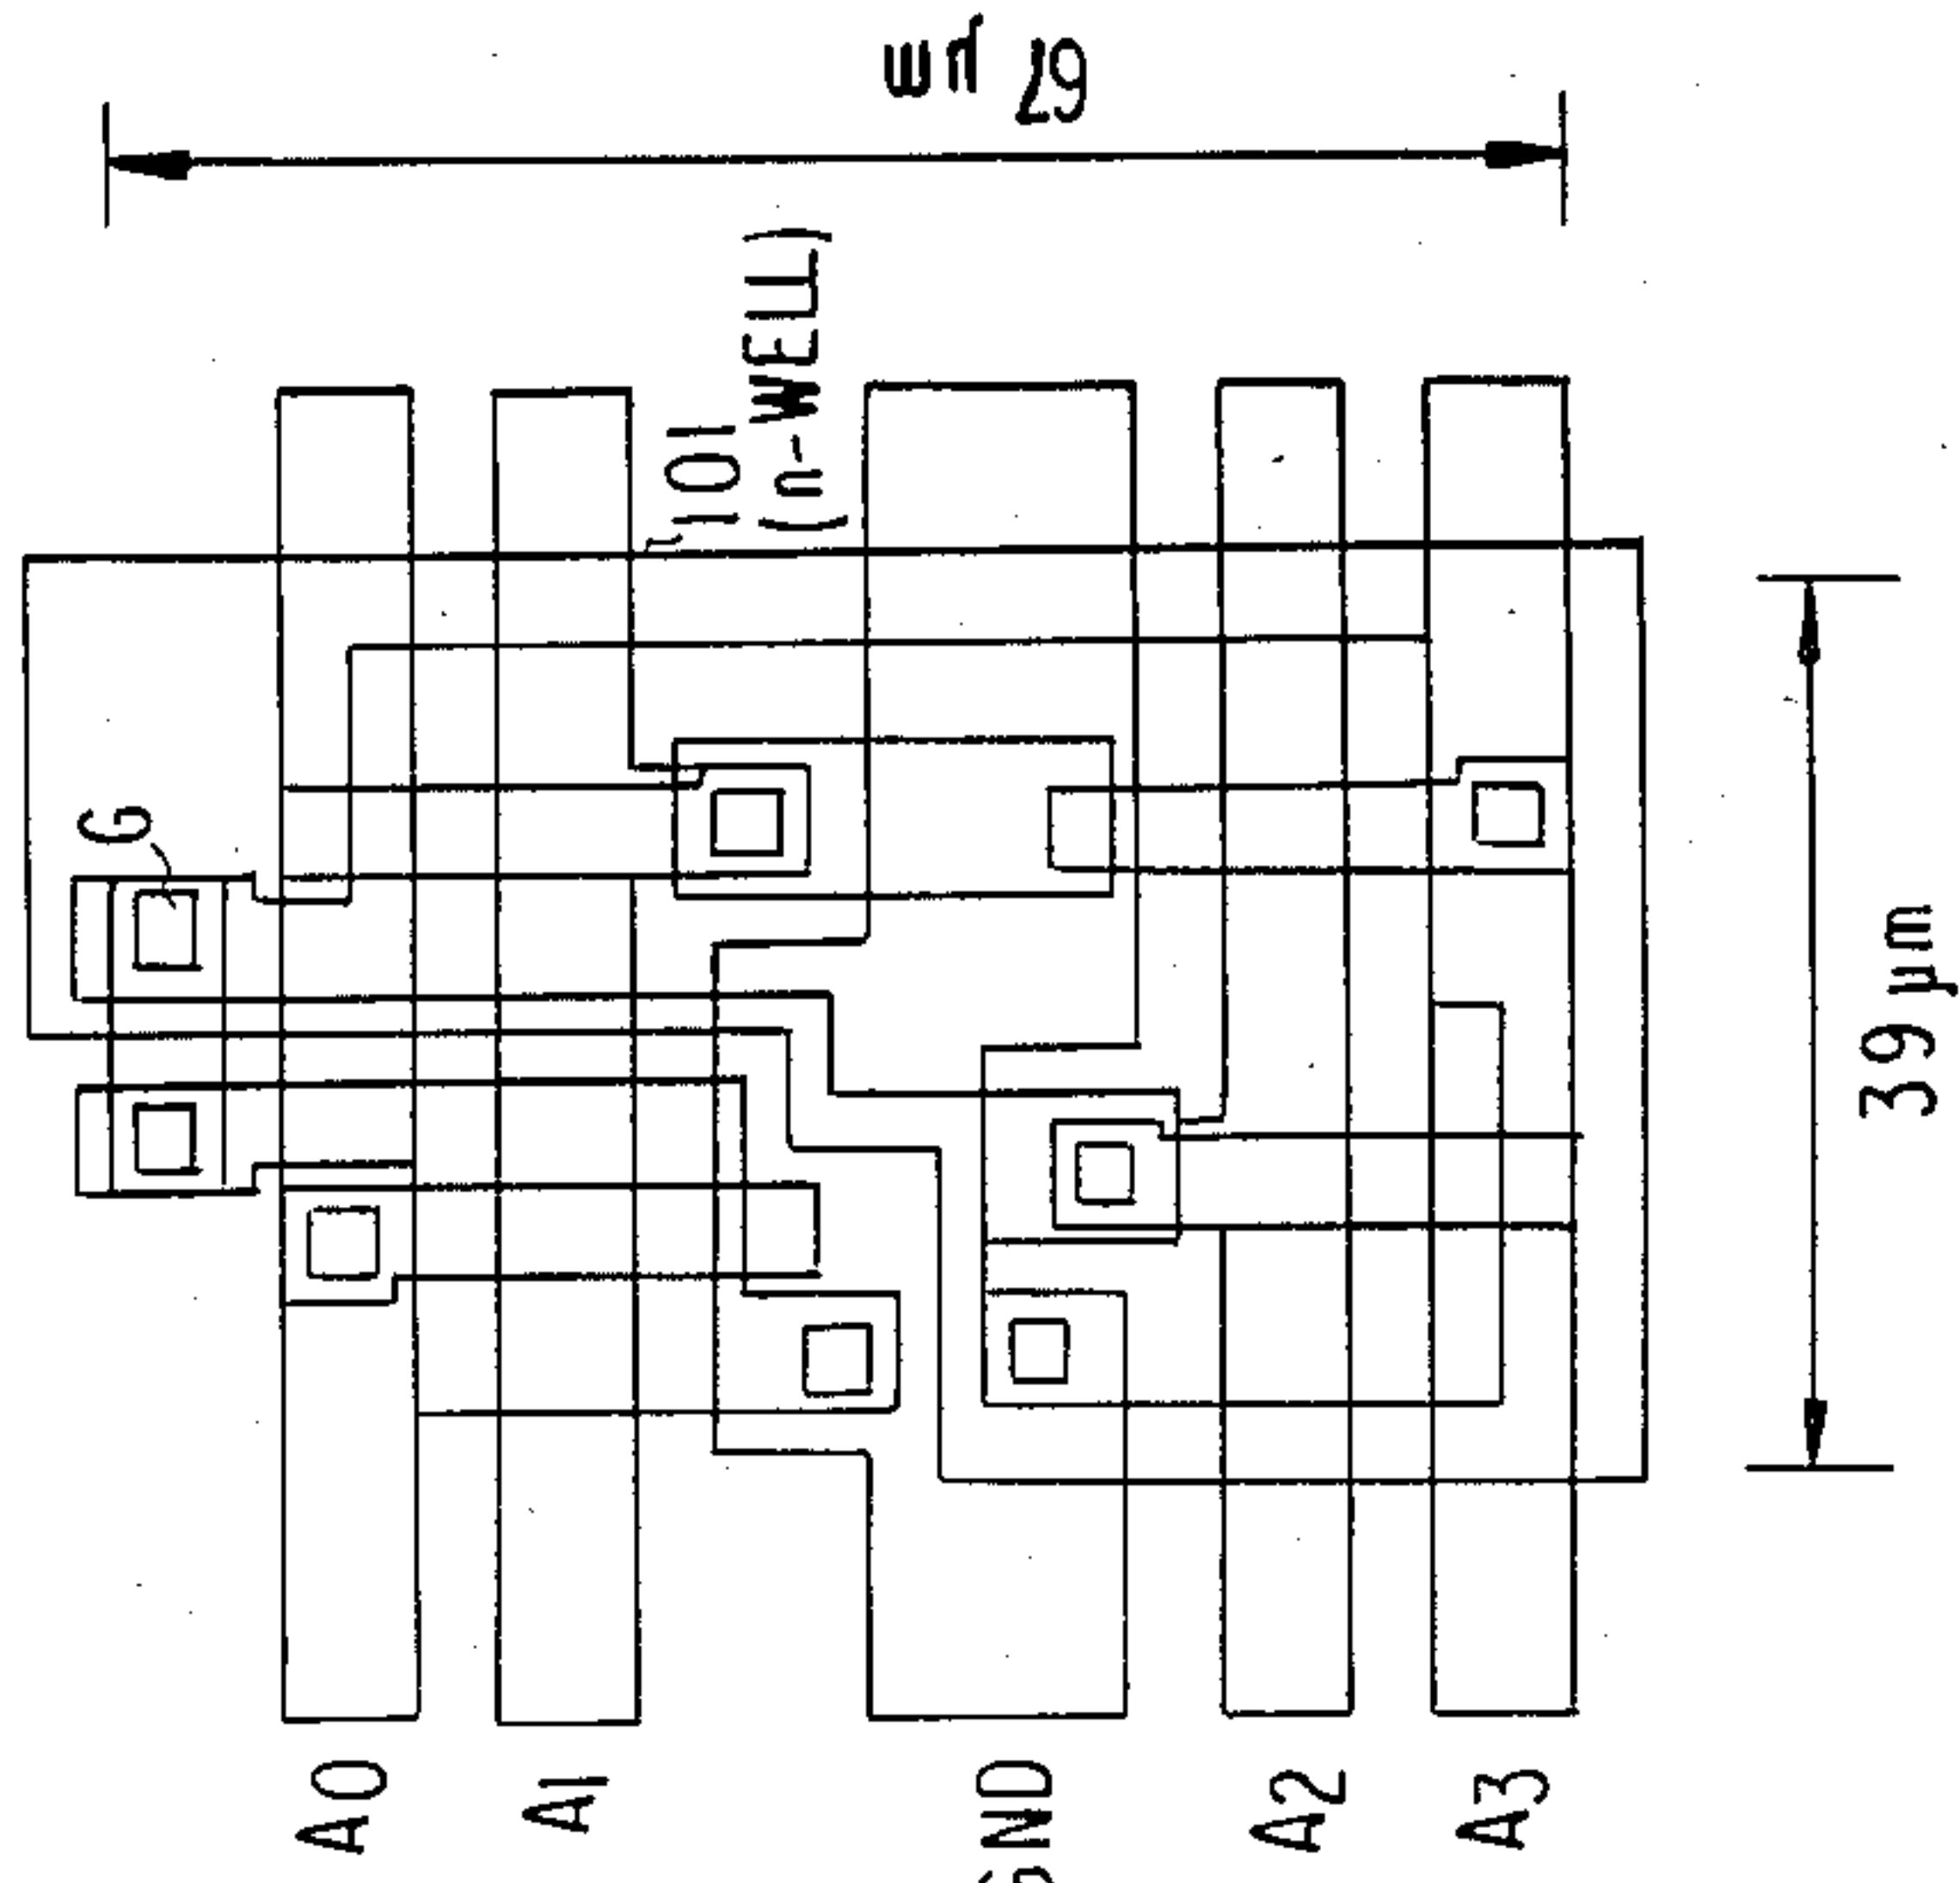 67 μm
101
(n-WELL)
G
39 μm
A0
A1
GND
A2
A3